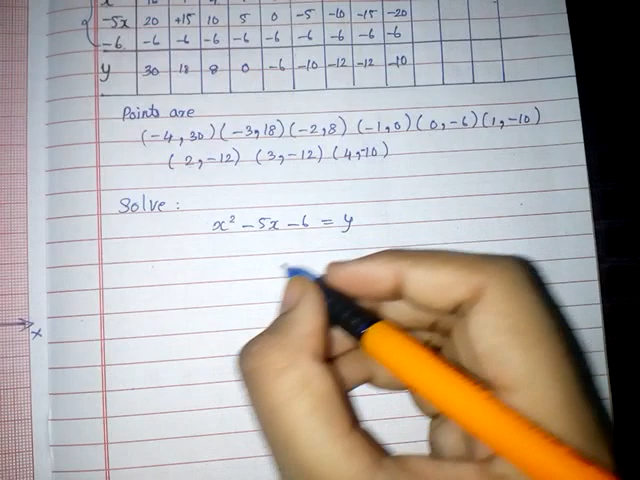 -5x 20 +15 10 5 0 -5 -10 -15 -20
-6 -6 -6 -6 -6 -6 -6 -6 -6 -6
y 30 18 8 0 -6 -10 -12 -12 -10
Points are
(-4, 30) (-3, 18) (-2, 8) (-1, 0) (0, -6) (1, -10)
(2, -12) (3, -12) (4, -10)
Solve :
x² - 5x - 6 = y
x